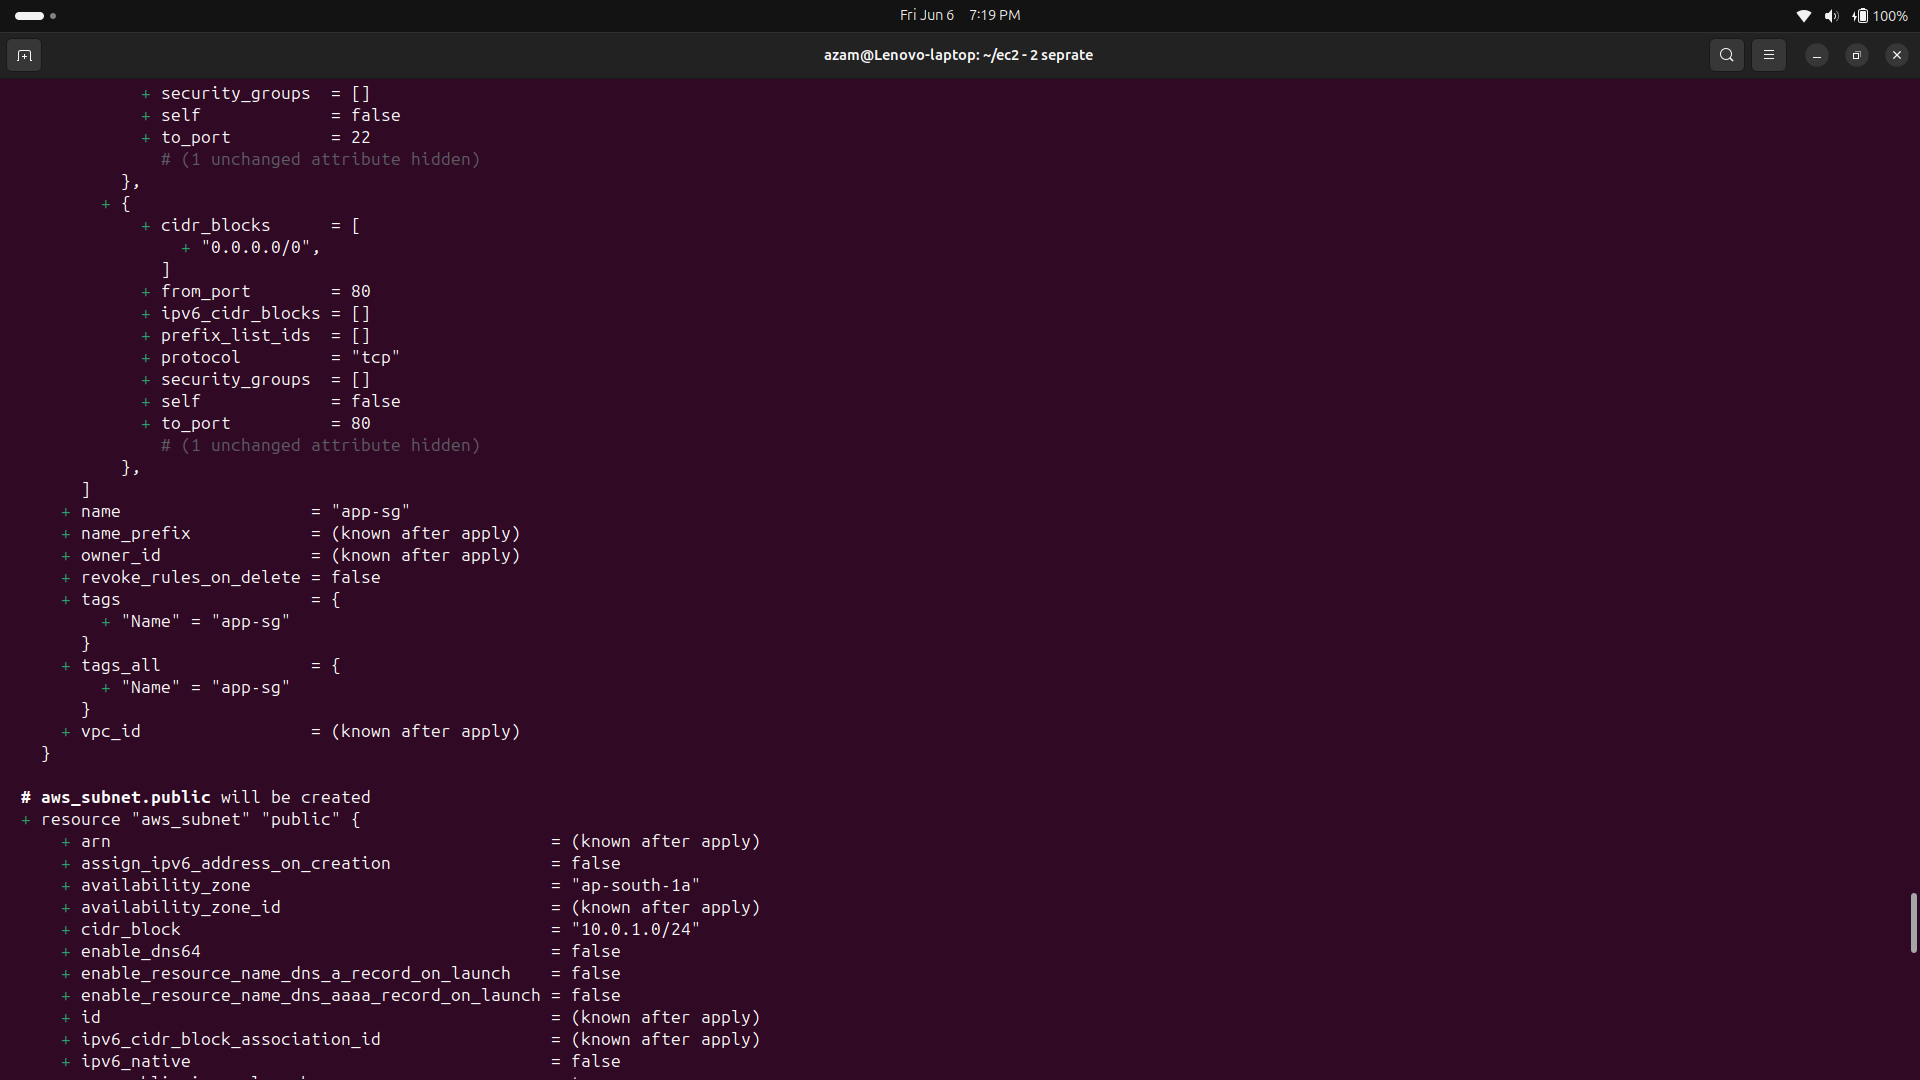 Fri Jun 6 7:19 PM
100%
azam@Lenovo-laptop: ~/ec2 - 2 seprate
+ security_groups = []
+ self = false
+ to_port = 22
# (1 unchanged attribute hidden)
},
+ {
+ cidr_blocks = [
+ "0.0.0.0/0",
]
+ from_port = 80
+ ipv6_cidr_blocks = []
+ prefix_list_ids = []
+ protocol = "tcp"
+ security_groups = []
+ self = false
+ to_port = 80
# (1 unchanged attribute hidden)
},
]
+ name = "app-sg"
+ name_prefix = (known after apply)
+ owner_id = (known after apply)
+ revoke_rules_on_delete = false
+ tags = {
+ "Name" = "app-sg"
}
+ tags_all = {
+ "Name" = "app-sg"
}
+ vpc_id = (known after apply)
}
# aws_subnet.public will be created
+ resource "aws_subnet" "public" {
+ arn = (known after apply)
+ assign_ipv6_address_on_creation = false
+ availability_zone = "ap-south-1a"
+ availability_zone_id = (known after apply)
+ cidr_block = "10.0.1.0/24"
+ enable_dns64 = false
+ enable_resource_name_dns_a_record_on_launch = false
+ enable_resource_name_dns_aaaa_record_on_launch = false
+ id = (known after apply)
+ ipv6_cidr_block_association_id = (known after apply)
+ ipv6_native = false